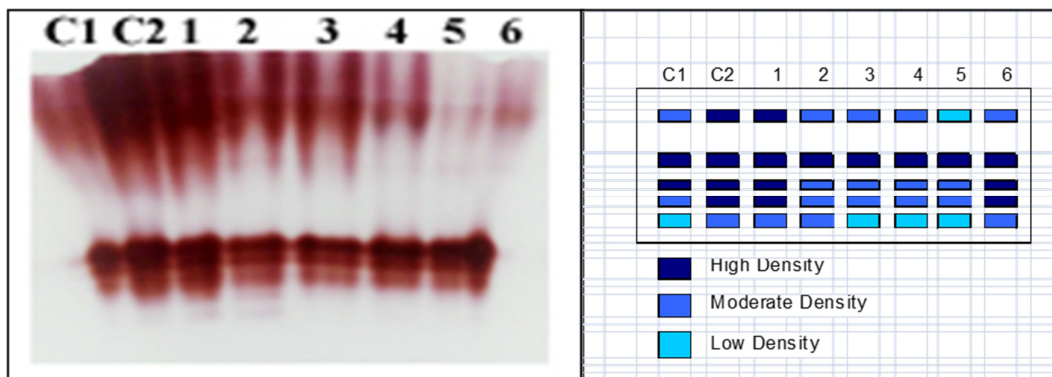 C1 C2 1 2 3 4 5 6
C1 C2 1 2 3 4 5 6
High Density
Moderate Density
Low Density